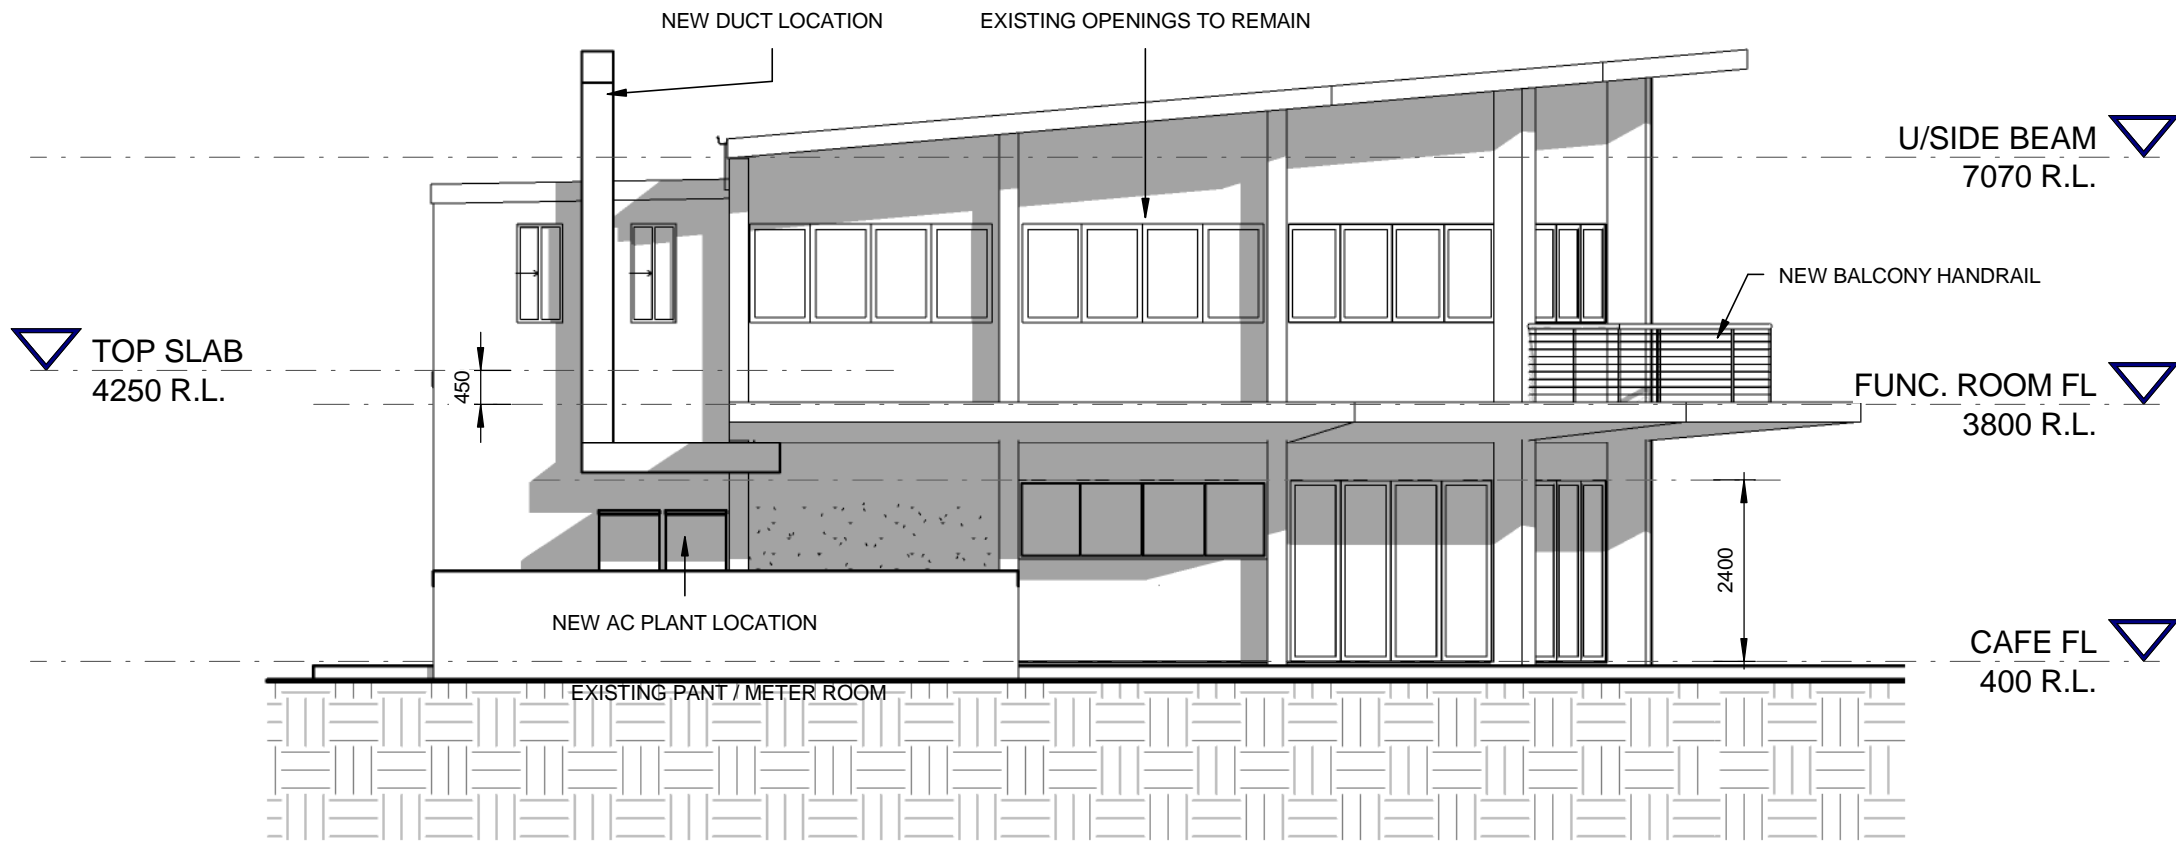 NEW DUCT LOCATION
EXISTING OPENINGS TO REMAIN
U/SIDE BEAM
7070 R.L.
NEW BALCONY HANDRAIL
TOP SLAB
4250 R.L.
450
FUNC. ROOM FL
3800 R.L.
2400
NEW AC PLANT LOCATION
CAFE FL
400 R.L.
EXISTING PANT / METER ROOM